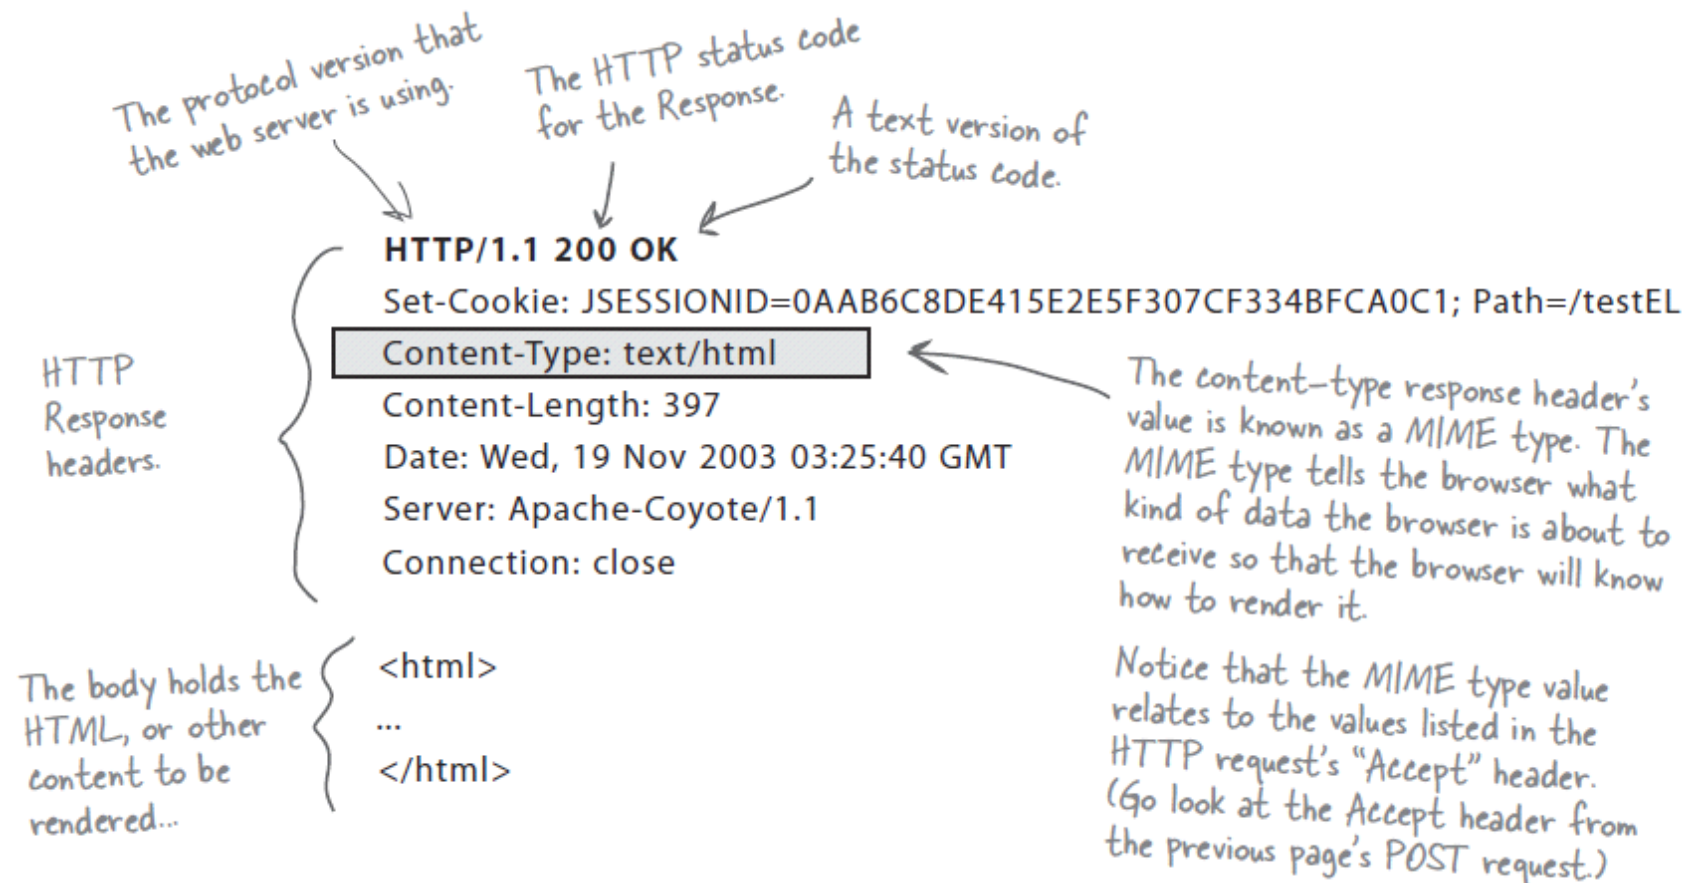 The protocol version that
the web server is using.
The HTTP status code
for the Response.
A text version of
the status code.
HTTP/1.1 200 OK
Set-Cookie: JSESSIONID=0AAB6C8DE415E2E5F307CF334BFCA0C1; Path=/testEL
Content-Type: text/html
Content-Length: 397
Date: Wed, 19 Nov 2003 03:25:40 GMT
Server: Apache-Coyote/1.1
Connection: close
HTTP
Response
headers.
The content-type response header's
value is known as a MIME type. The
MIME type tells the browser what
kind of data the browser is about to
receive so that the browser will know
how to render it.
Notice that the MIME type value
relates to the values listed in the
HTTP request's “Accept” header.
(Go look at the Accept header from
the previous page's POST request.)
<html>
...
</html>
The body holds the
HTML, or other
content to be
rendered...